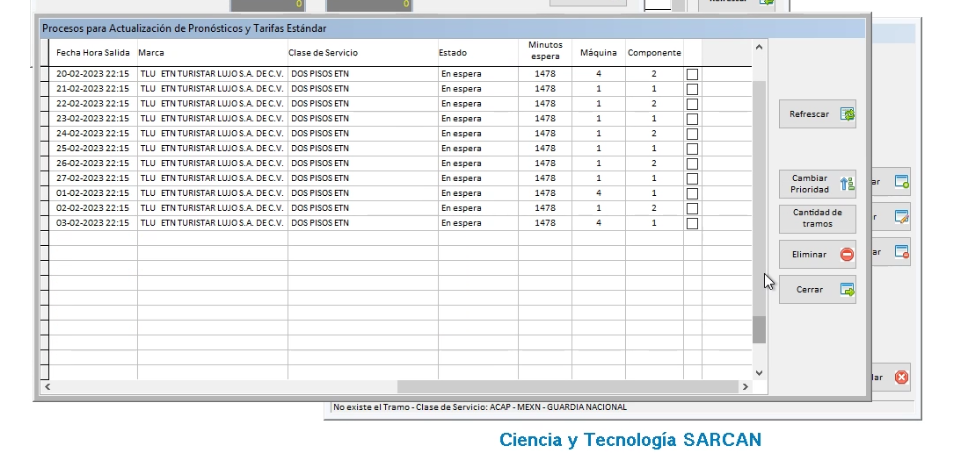 0 0
Refrescar
Procesos para Actualización de Pronósticos y Tarifas Estándar
Fecha Hora Salida Marca Clase de Servicio Estado Minutos espera Máquina Componente
20-02-2023 22:15 TLU ETN TURISTAR LUJO S.A. DE C.V. DOS PISOS ETN En espera 1478 4 2
21-02-2023 22:15 TLU ETN TURISTAR LUJO S.A. DE C.V. DOS PISOS ETN En espera 1478 1 1
22-02-2023 22:15 TLU ETN TURISTAR LUJO S.A. DE C.V. DOS PISOS ETN En espera 1478 1 2
23-02-2023 22:15 TLU ETN TURISTAR LUJO S.A. DE C.V. DOS PISOS ETN En espera 1478 1 1
24-02-2023 22:15 TLU ETN TURISTAR LUJO S.A. DE C.V. DOS PISOS ETN En espera 1478 1 2
25-02-2023 22:15 TLU ETN TURISTAR LUJO S.A. DE C.V. DOS PISOS ETN En espera 1478 1 1
26-02-2023 22:15 TLU ETN TURISTAR LUJO S.A. DE C.V. DOS PISOS ETN En espera 1478 1 2
27-02-2023 22:15 TLU ETN TURISTAR LUJO S.A. DE C.V. DOS PISOS ETN En espera 1478 1 1
01-02-2023 22:15 TLU ETN TURISTAR LUJO S.A. DE C.V. DOS PISOS ETN En espera 1478 4 1
02-02-2023 22:15 TLU ETN TURISTAR LUJO S.A. DE C.V. DOS PISOS ETN En espera 1478 1 2
03-02-2023 22:15 TLU ETN TURISTAR LUJO S.A. DE C.V. DOS PISOS ETN En espera 1478 4 1
Refrescar
Cambiar
Prioridad
ar
Cantidad de
tramos
r
Eliminar
ar
Cerrar
lar
No existe el Tramo - Clase de Servicio: ACAP - MEXN - GUARDIA NACIONAL
Ciencia y Tecnología SARCAN